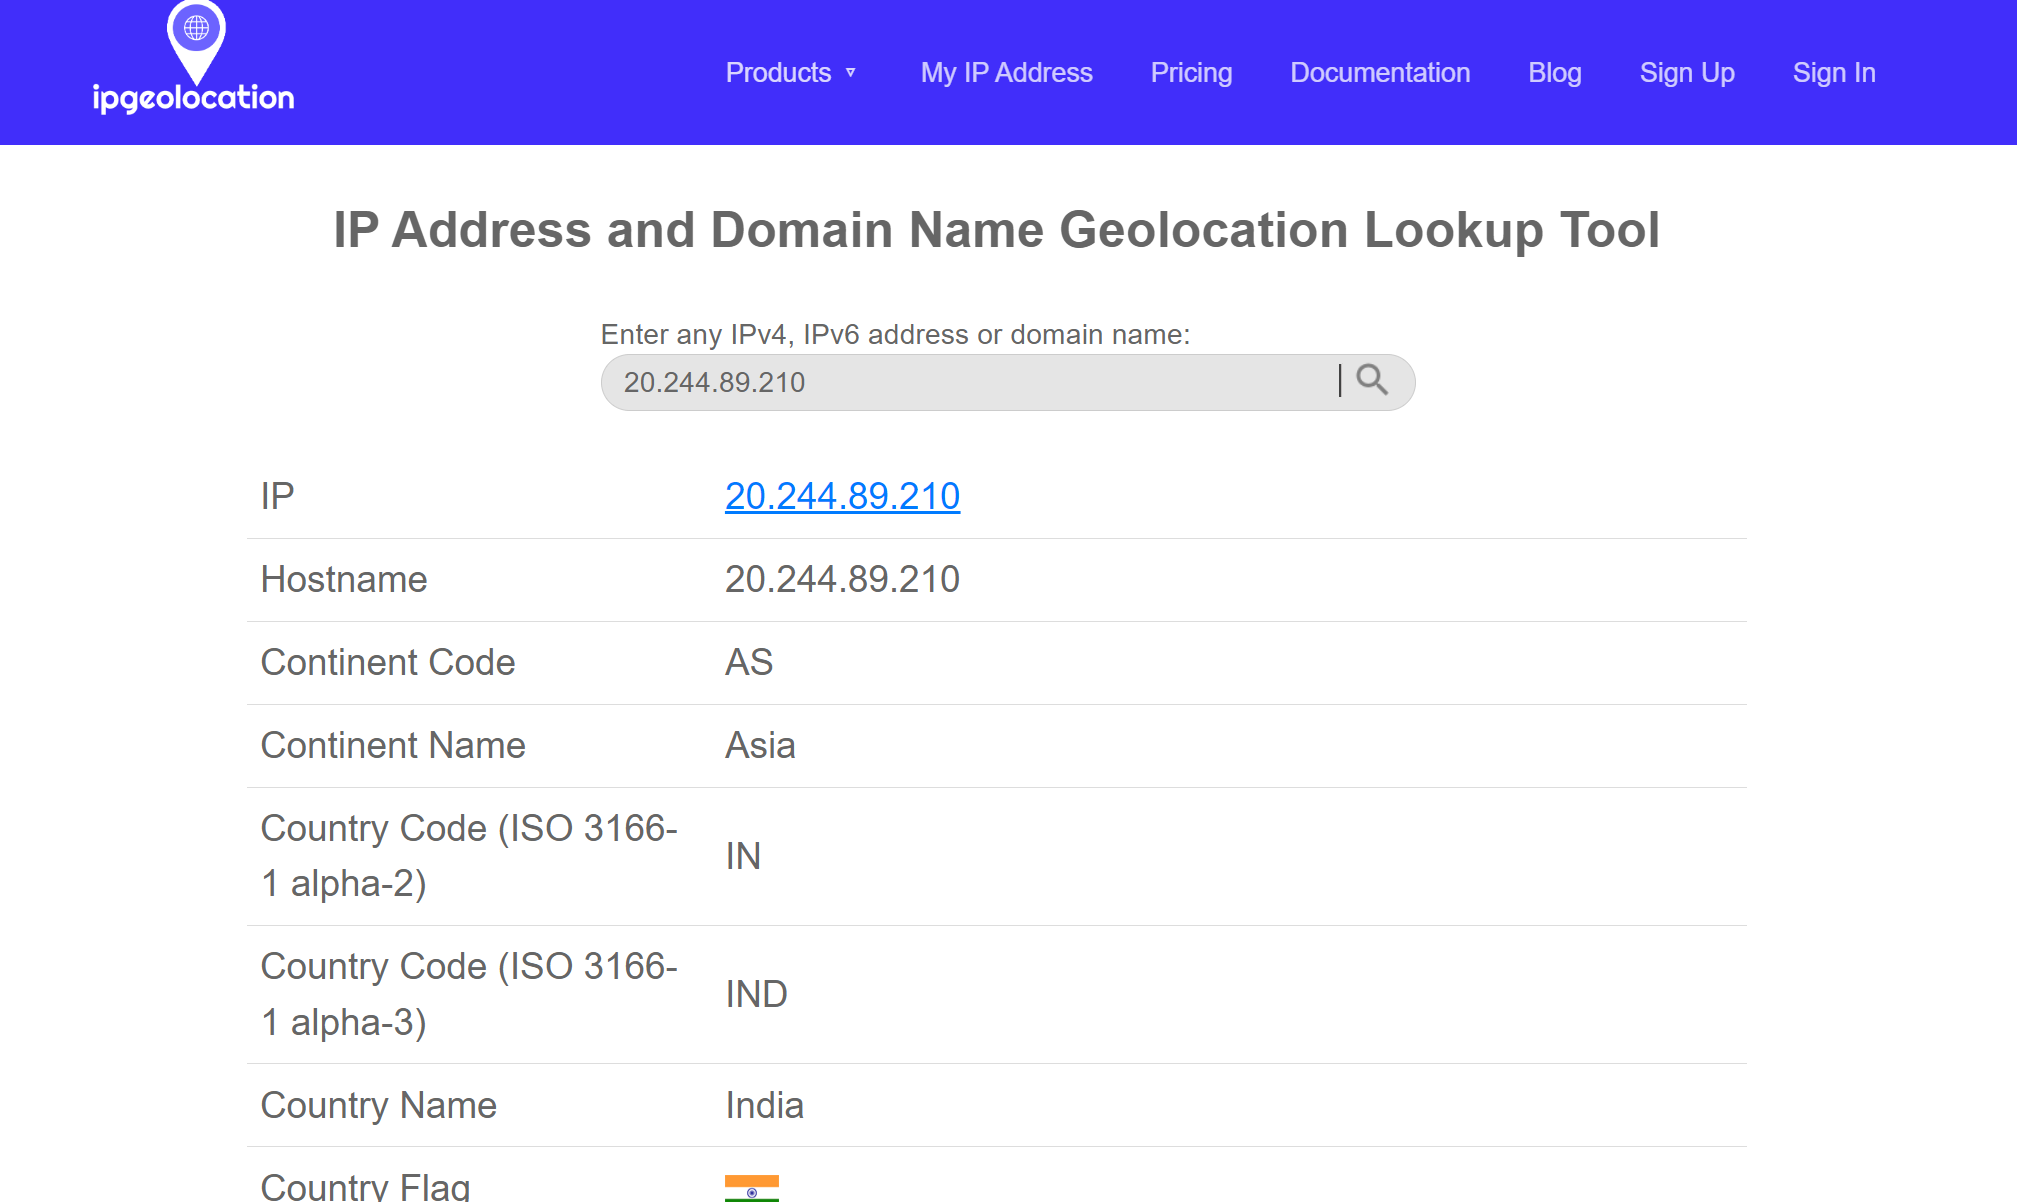 ipgeolocation
Products ▿ My IP Address Pricing Documentation Blog Sign Up Sign In
IP Address and Domain Name Geolocation Lookup Tool
Enter any IPv4, IPv6 address or domain name:
20.244.89.210
IP 20.244.89.210
Hostname 20.244.89.210
Continent Code AS
Continent Name Asia
Country Code (ISO 3166-
1 alpha-2) IN
Country Code (ISO 3166-
1 alpha-3) IND
Country Name India
Country Flag